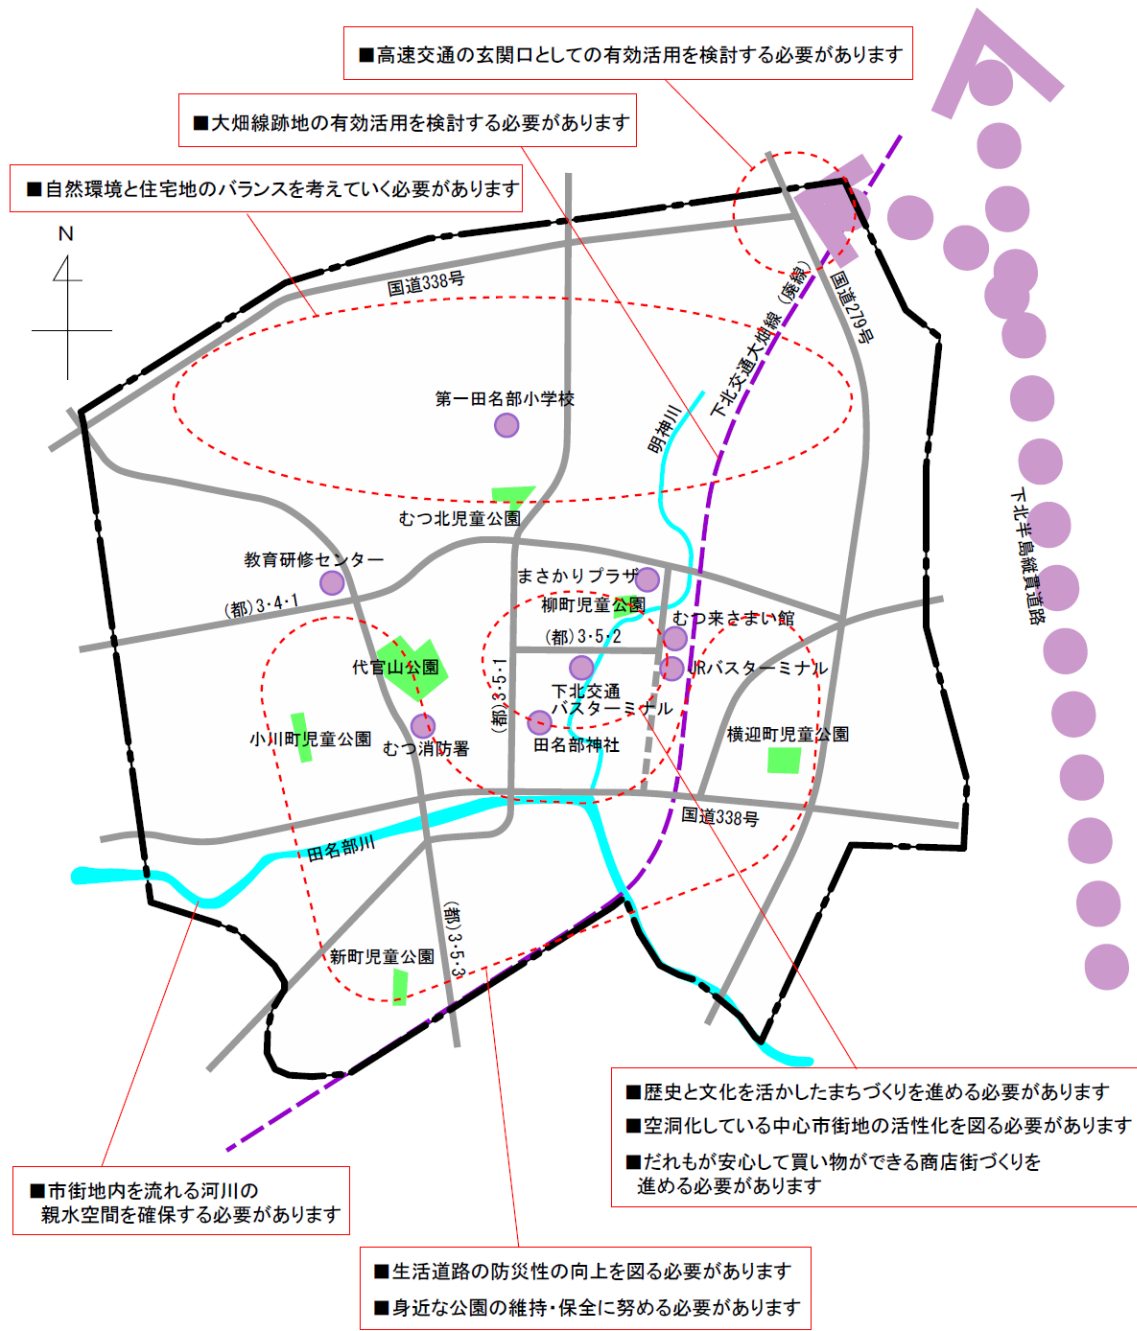 ■高速交通の玄関口としての有効活用を検討する必要があります
■大畑線跡地の有効活用を検討する必要があります
■自然環境と住宅地のバランスを考えていく必要があります
N
国道338号
国道279号
下北交通大畑線（廃線）
第一田名部小学校
明神川
むつ北児童公園
下北半島縦貫道路
教育研修センター
まさかりプラザ
(都)3・4・1
柳町児童公園
むつ来さまい館
(都)3・5・2
代官山公園
JRバスターミナル
下北交通
バスターミナル
(都)3・5・1
小川町児童公園
むつ消防署
田名部神社
横迎町児童公園
国道338号
田名部川
(都)3・5・3
新町児童公園
■歴史と文化を活かしたまちづくりを進める必要があります
■空洞化している中心市街地の活性化を図る必要があります
■だれもが安心して買い物ができる商店街づくりを
進める必要があります
■市街地内を流れる河川の
親水空間を確保する必要があります
■生活道路の防災性の向上を図る必要があります
■身近な公園の維持・保全に努める必要があります